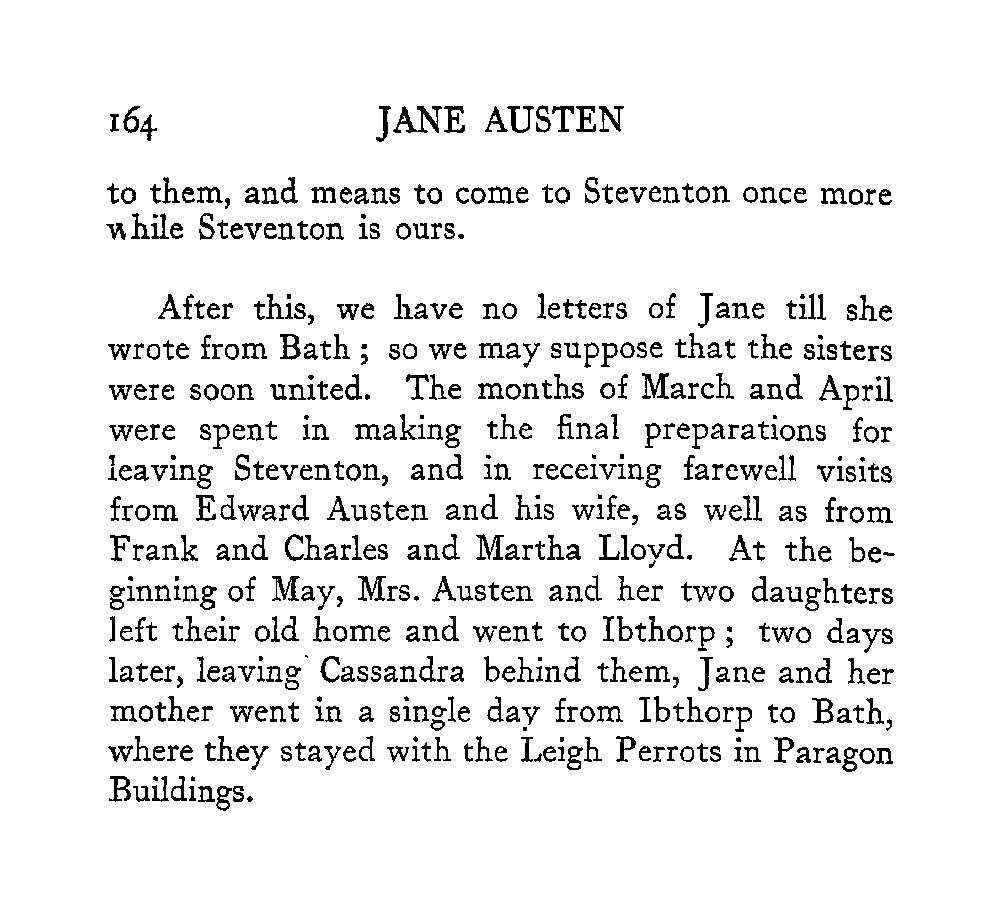 164 JANE AUSTEN
to them, and means to come to Steventon once more
while Steventon is ours.
After this, we have no letters of Jane till she
wrote from Bath ; so we may suppose that the sisters
were soon united. The months of March and April
were spent in making the final preparations for
leaving Steventon, and in receiving farewell visits
from Edward Austen and his wife, as well as from
Frank and Charles and Martha Lloyd. At the be-
ginning of May, Mrs. Austen and her two daughters
left their old home and went to Ibthorp ; two days
later, leaving Cassandra behind them, Jane and her
mother went in a single day from Ibthorp to Bath,
where they stayed with the Leigh Perrots in Paragon
Buildings.